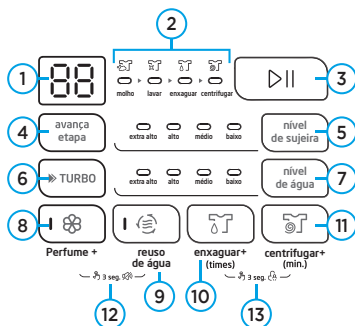 2
1
88
molho
lavar
enxaguar
centrifugar
3
4
avança
etapa
extra alto
alto
médio
baixo
nível
de sujeira
5
6
TURBO
extra alto
alto
médio
baixo
nível
de água
7
8
11
Perfume +
reuso
de água
enxaguar+
(times)
centrifugar+
(min.)
3 seg.
9
10
3 seg.
12
13